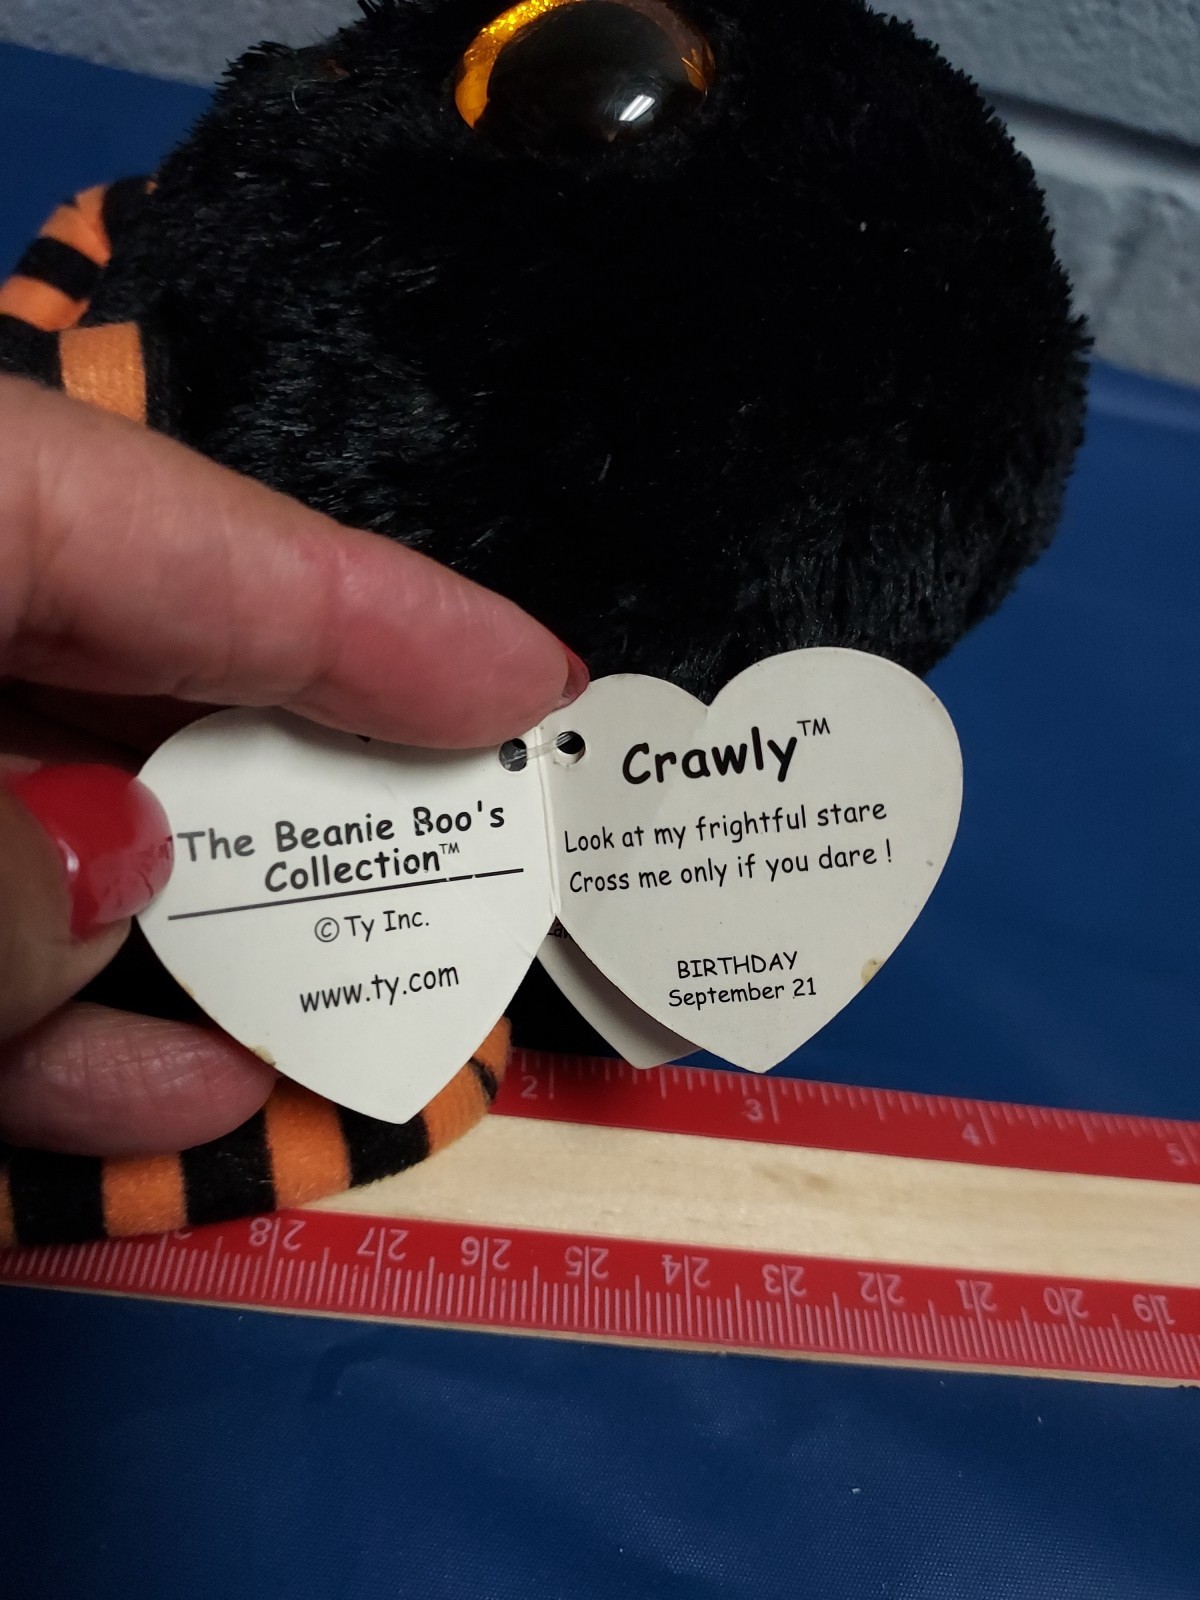 The Beanie Boo's
Collection™
© Ty Inc.
www.ty.com
Crawly™
Look at my frightful stare
Cross me only if you dare !
BIRTHDAY
September 21
2 3 4 5
28 27 26 25 24 23 22 21 20 19